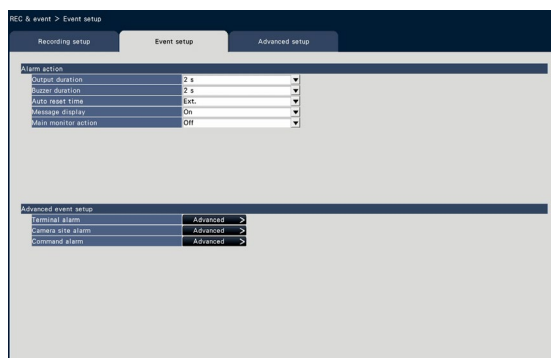 REC & event > Event setup
Recording setup
Event setup
Advanced setup
Alarm action
Output duration 2 s
Buzzer duration 2 s
Auto reset time Ext.
Message display On
Main monitor action Off
Advanced event setup
Terminal alarm Advanced >
Camera site alarm Advanced >
Command alarm Advanced >